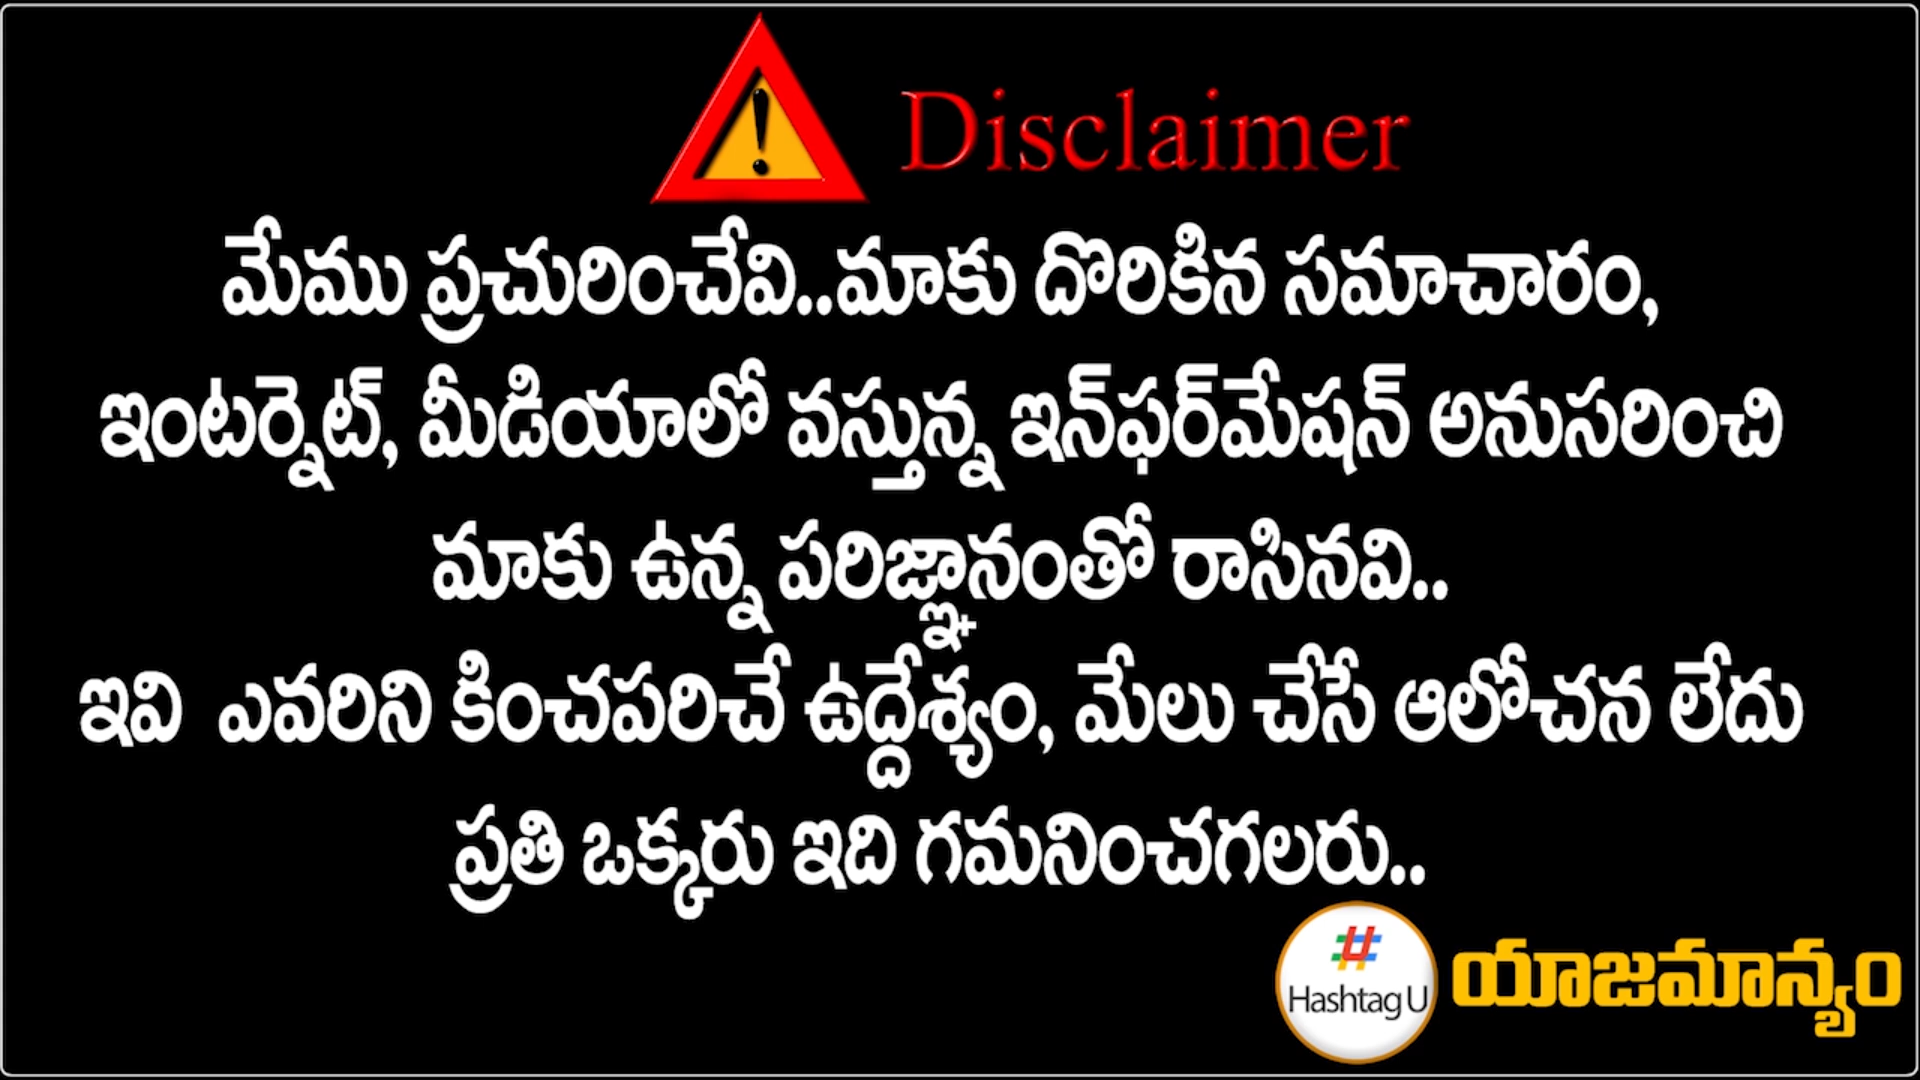 Disclaimer
మేము ప్రచురించేవి..మాకు దొరికిన సమాచారం,
ఇంటర్నెట్, మీడియాలో వస్తున్న ఇన్‌ఫర్‌మేషన్ అనుసరించి
మాకు ఉన్న పరిజ్ఞానంతో రాసినవి..
ఇవి ఎవరిని కించపరిచే ఉద్దేశ్యం, మేలు చేసే ఆలోచన లేదు
ప్రతి ఒక్కరు ఇది గమనించగలరు..
Hashtag U
యాజమాన్యం